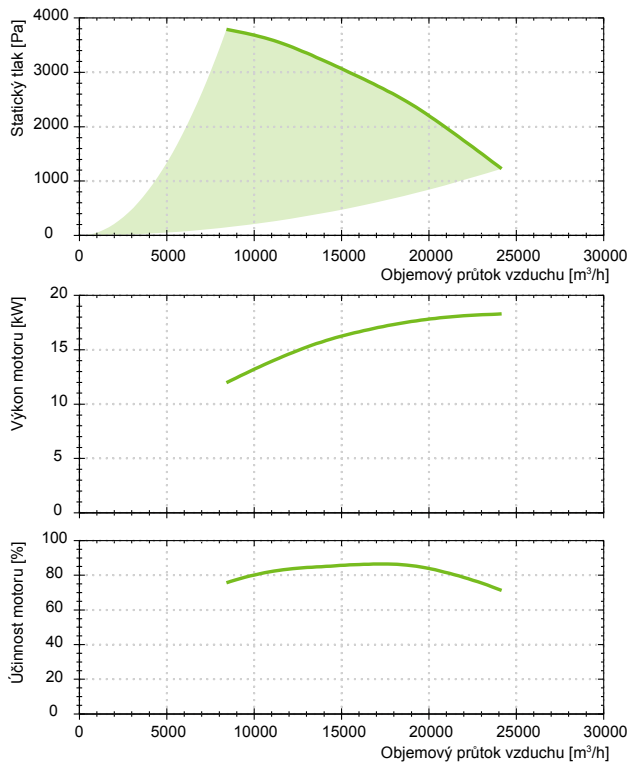 Statický tlak [Pa]
4000
3000
2000
1000
0
0 5000 10000 15000 20000 25000 30000
Objemový průtok vzduchu [m³/h]
Výkon motoru [kW]
20
15
10
5
0
Účinnost motoru [%]
100
80
60
40
20
0
0 5000 10000 15000 20000 25000 30000
Objemový průtok vzduchu [m³/h]